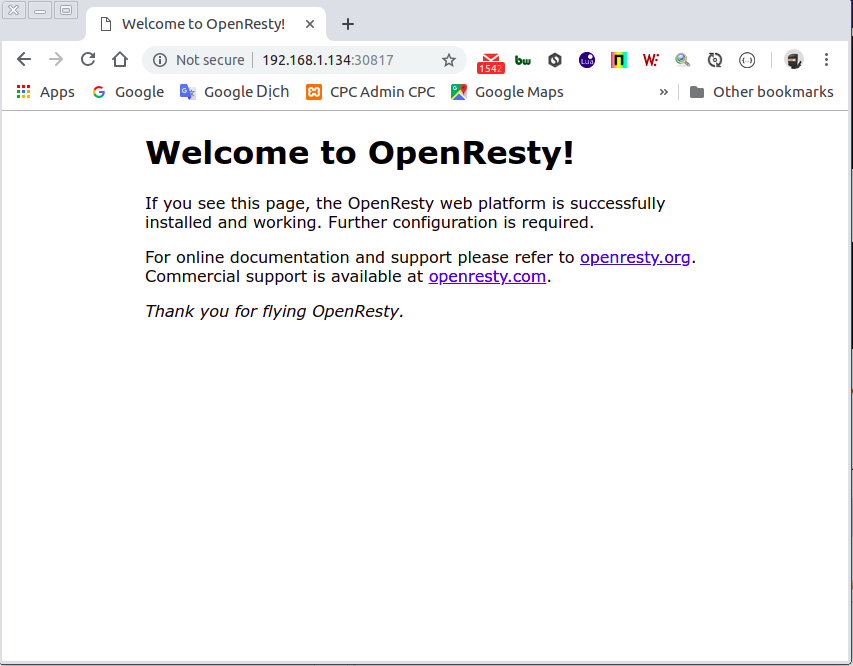 Welcome to OpenResty!
Not secure 192.168.1.134:30817
1542
bw
Lua
n
W:
Apps Google Google Dịch CPC Admin CPC Google Maps » Other bookmarks
Welcome to OpenResty!
If you see this page, the OpenResty web platform is successfully
installed and working. Further configuration is required.
For online documentation and support please refer to openresty.org.
Commercial support is available at openresty.com.
Thank you for flying OpenResty.